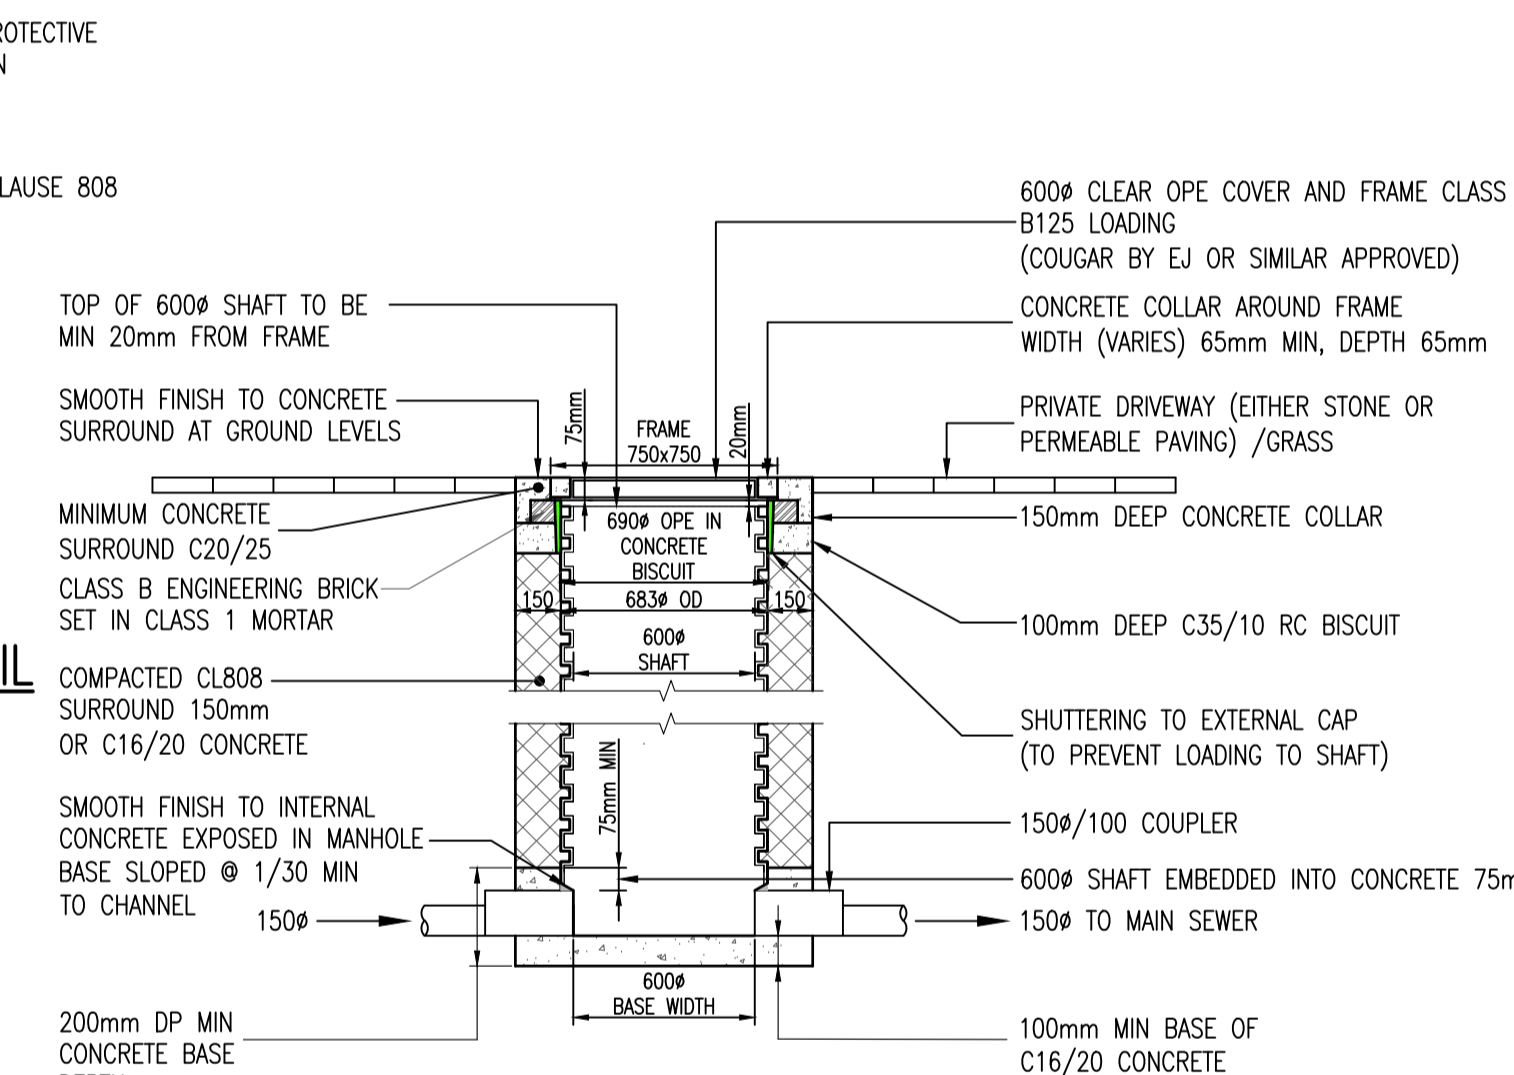 ROTECTIVE
N
LAUSE 808
TOP OF 600ø SHAFT TO BE
MIN 20mm FROM FRAME
SMOOTH FINISH TO CONCRETE
SURROUND AT GROUND LEVELS
MINIMUM CONCRETE
SURROUND C20/25
CLASS B ENGINEERING BRICK
SET IN CLASS 1 MORTAR
IL
COMPACTED CL808
SURROUND 150mm
OR C16/20 CONCRETE
SMOOTH FINISH TO INTERNAL
CONCRETE EXPOSED IN MANHOLE
BASE SLOPED @ 1/30 MIN
TO CHANNEL
150ø
200mm DP MIN
CONCRETE BASE
75mm
FRAME
750x750
20mm
690ø OPE IN
CONCRETE
BISCUIT
150
683ø OD
150
600ø
SHAFT
75mm MIN
600ø
BASE WIDTH
600ø CLEAR OPE COVER AND FRAME CLASS
B125 LOADING
(COUGAR BY EJ OR SIMILAR APPROVED)
CONCRETE COLLAR AROUND FRAME
WIDTH (VARIES) 65mm MIN, DEPTH 65mm
PRIVATE DRIVEWAY (EITHER STONE OR
PERMEABLE PAVING) /GRASS
150mm DEEP CONCRETE COLLAR
100mm DEEP C35/10 RC BISCUIT
SHUTTERING TO EXTERNAL CAP
(TO PREVENT LOADING TO SHAFT)
150ø/100 COUPLER
600ø SHAFT EMBEDDED INTO CONCRETE 75m
150ø TO MAIN SEWER
100mm MIN BASE OF
C16/20 CONCRETE